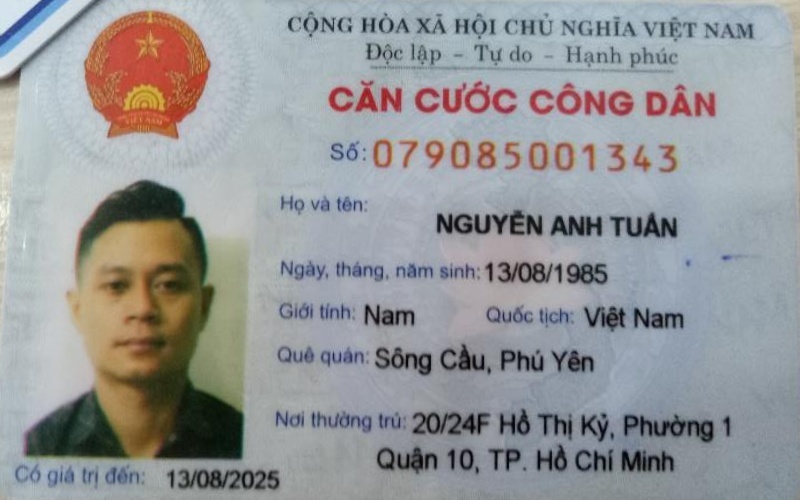 CỘNG HÒA XÃ HỘI CHỦ NGHĨA VIỆT NAM
Độc lập - Tự do - Hạnh phúc
CĂN CƯỚC CÔNG DÂN
Số: 079085001343
Họ và tên:
NGUYỄN ANH TUẤN
Ngày, tháng, năm sinh: 13/08/1985
Giới tính: Nam Quốc tịch: Việt Nam
Quê quán: Sông Cầu, Phú Yên
Nơi thường trú: 20/24F Hồ Thị Kỷ, Phường 1
Quận 10, TP. Hồ Chí Minh
Có giá trị đến: 13/08/2025